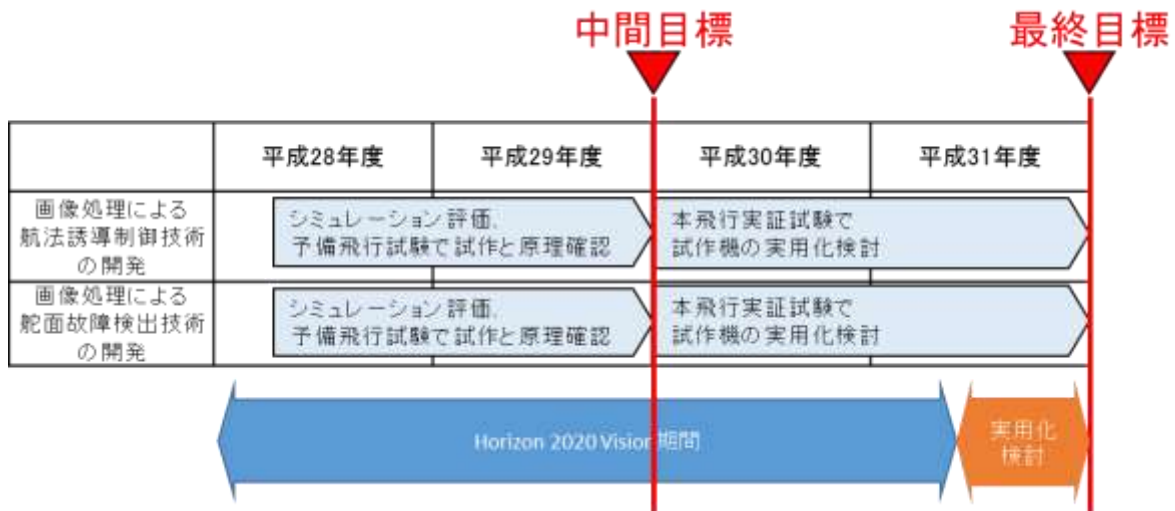 中間目標
最終目標
平成28年度
平成29年度
平成30年度
平成31年度
画像処理による
航法誘導制御技術
の開発
シミュレーション評価、
予備飛行試験で試作と原理確認
本飛行実証試験で
試作機の実用化検討
画像処理による
舵面故障検出技術
の開発
シミュレーション評価、
予備飛行試験で試作と原理確認
本飛行実証試験で
試作機の実用化検討
Horizon 2020 Vision 期間
実用化
検討